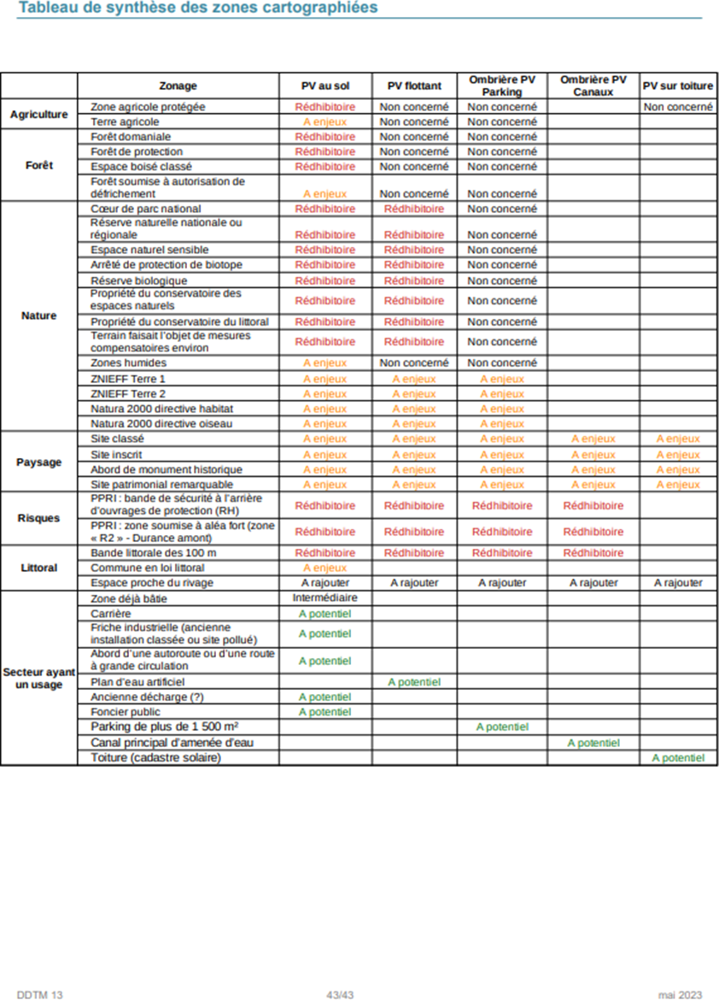 Tableau de synthèse des zones cartographiées
Zonage PV au sol PV flottant Ombrière PV Parking Ombrière PV Canaux PV sur toiture
Agriculture
Zone agricole protégée Rédhibitoire Non concerné Non concerné Non concerné
Terre agricole A enjeux Non concerné Non concerné
Forêt
Forêt domaniale Rédhibitoire Non concerné Non concerné
Forêt de protection Rédhibitoire Non concerné Non concerné
Espace boisé classé Rédhibitoire Non concerné Non concerné
Forêt soumise à autorisation de
défrichement A enjeux Non concerné Non concerné
Nature
Cœur de parc national Rédhibitoire Rédhibitoire Non concerné
Réserve naturelle nationale ou
régionale Rédhibitoire Rédhibitoire Non concerné
Espace naturel sensible Rédhibitoire Rédhibitoire Non concerné
Arrêté de protection de biotope Rédhibitoire Rédhibitoire Non concerné
Réserve biologique Rédhibitoire Rédhibitoire Non concerné
Propriété du conservatoire des
espaces naturels Rédhibitoire Rédhibitoire Non concerné
Propriété du conservatoire du littoral Rédhibitoire Rédhibitoire Non concerné
Terrain faisait l'objet de mesures
compensatoires environ Rédhibitoire Rédhibitoire Non concerné
Zones humides A enjeux Non concerné Non concerné
ZNIEFF Terre 1 A enjeux A enjeux A enjeux
ZNIEFF Terre 2 A enjeux A enjeux A enjeux
Natura 2000 directive habitat A enjeux A enjeux A enjeux
Natura 2000 directive oiseau A enjeux A enjeux A enjeux
Paysage
Site classé A enjeux A enjeux A enjeux A enjeux A enjeux
Site inscrit A enjeux A enjeux A enjeux A enjeux A enjeux
Abord de monument historique A enjeux A enjeux A enjeux A enjeux A enjeux
Site patrimonial remarquable A enjeux A enjeux A enjeux A enjeux A enjeux
Risques
PPRI : bande de sécurité à l'arrière
d'ouvrages de protection (RH) Rédhibitoire Rédhibitoire Rédhibitoire Rédhibitoire
PPRI : zone soumise à aléa fort (zone
« R2 » - Durance amont) Rédhibitoire Rédhibitoire Rédhibitoire Rédhibitoire
Littoral
Bande littorale des 100 m Rédhibitoire Rédhibitoire Rédhibitoire Rédhibitoire
Commune en loi littoral A enjeux
Espace proche du rivage A rajouter A rajouter A rajouter A rajouter A rajouter
Secteur ayant
un usage
Zone déjà bâtie Intermédiaire
Carrière A potentiel
Friche industrielle (ancienne
installation classée ou site pollué) A potentiel
Abord d'une autoroute ou d'une route
à grande circulation A potentiel
Plan d'eau artificiel A potentiel
Ancienne décharge (?) A potentiel
Foncier public A potentiel
Parking de plus de 1 500 m² A potentiel
Canal principal d'amenée d'eau A potentiel
Toiture (cadastre solaire) A potentiel
DDTM 13 43/43 mai 2023